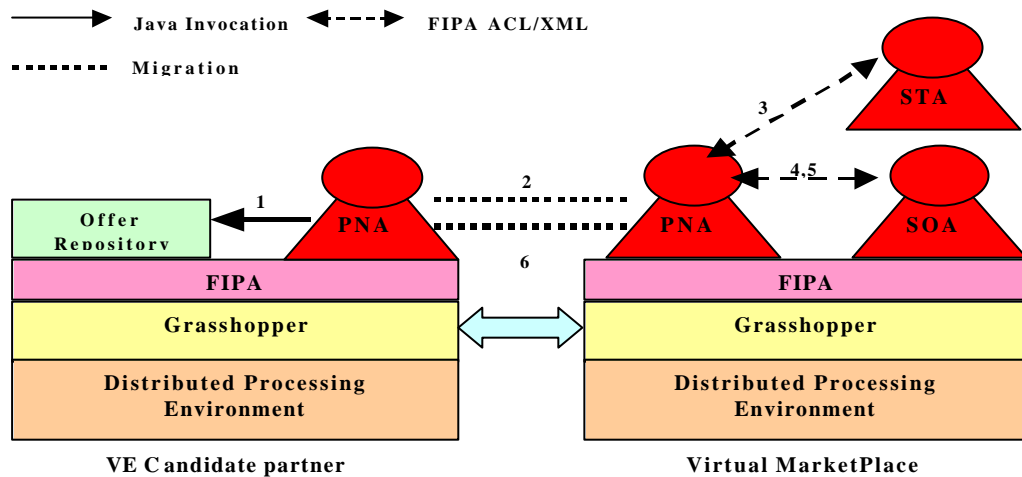 Java Invocation
FIPA ACL/XML
Migration
STA
3
1
2
4,5
Offer
Repository
PNA
PNA
SOA
6
FIPA
FIPA
Grasshopper
Grasshopper
Distributed Processing
Environment
Distributed Processing
Environment
VE Candidate partner
Virtual MarketPlace